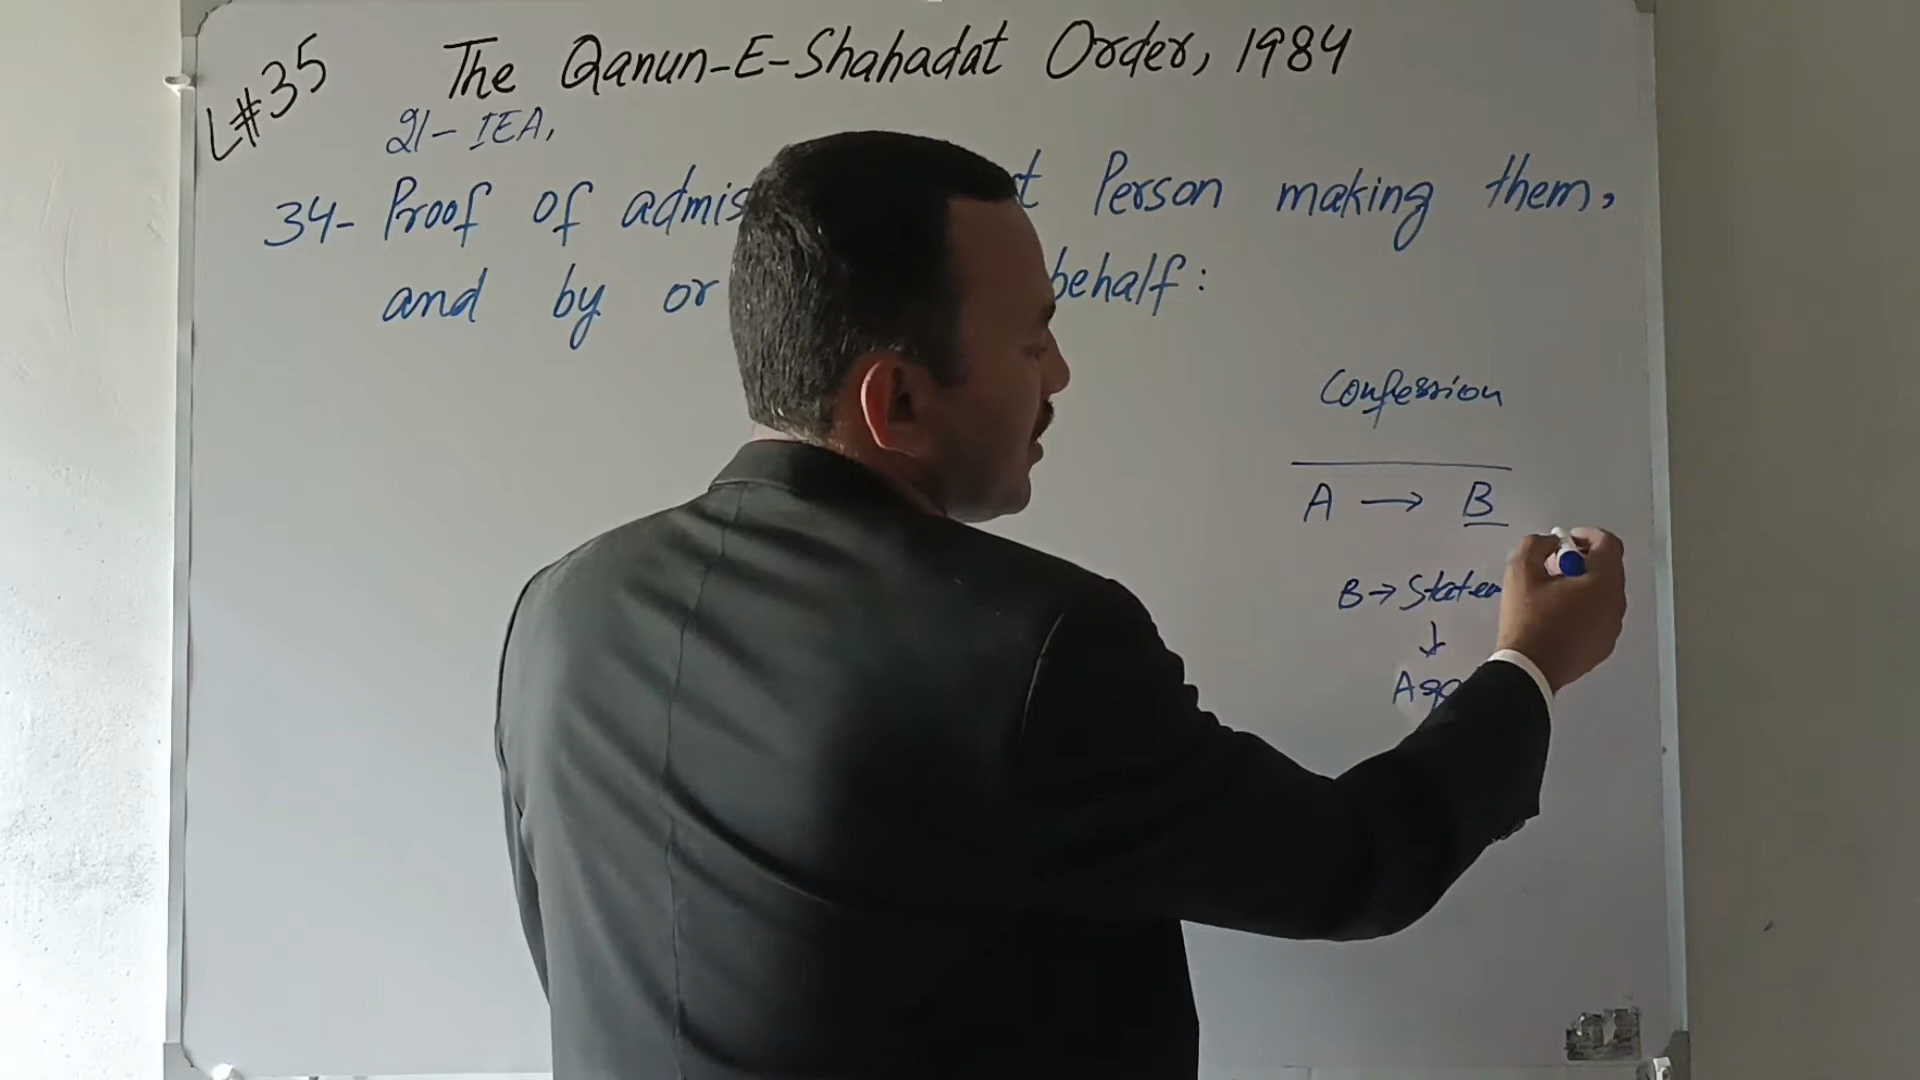 L#35
The Qanun-E-Shahadat Order, 1984
21- IEA,
34- Proof of admis t Person making them,
and by or behalf:
Confession
A → B
B → Statem
↓
Aga